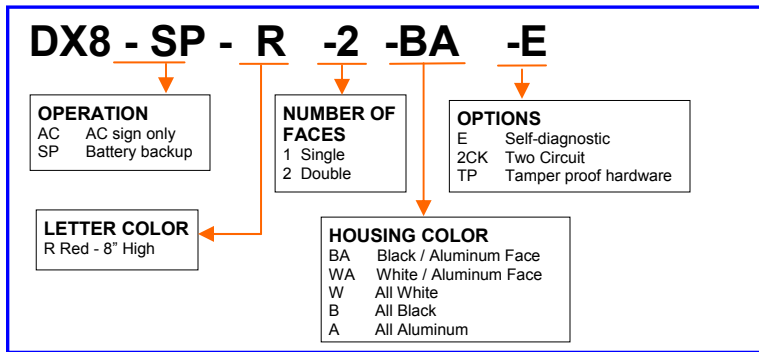 DX8 - SP - R -2 -BA -E
OPERATION
AC AC sign only
SP Battery backup
NUMBER OF
FACES
1 Single
2 Double
OPTIONS
E Self-diagnostic
2CK Two Circuit
TP Tamper proof hardware
LETTER COLOR
R Red - 8” High
HOUSING COLOR
BA Black / Aluminum Face
WA White / Aluminum Face
W All White
B All Black
A All Aluminum